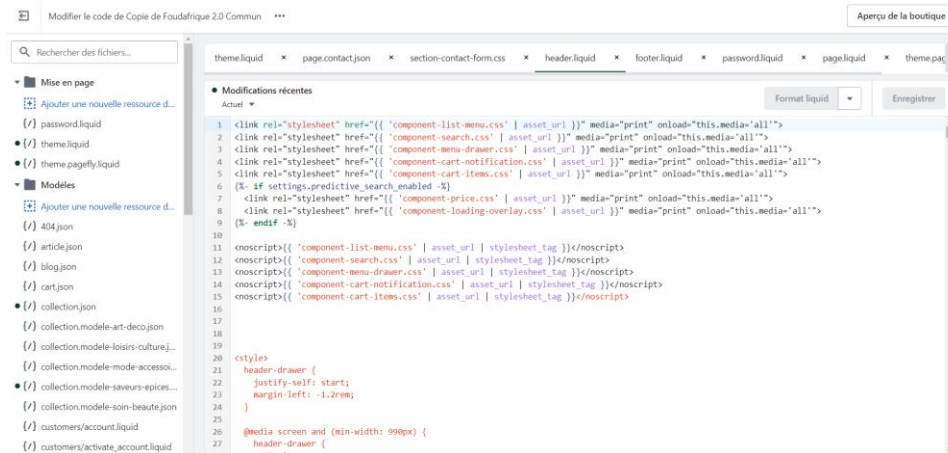 Modifier le code de Copie de Foudafrique 2.0 Commun •••
Aperçu de la boutique
Rechercher des fichiers...
Mise en page
Ajouter une nouvelle ressource d...
{/} password.liquid
{/} theme.liquid
{/} theme.pagefly.liquid
Modèles
Ajouter une nouvelle ressource d...
{/} 404.json
{/} article.json
{/} blog.json
{/} cart.json
{/} collection.json
{/} collection.modele-art-deco.json
{/} collection.modele-loisirs-culture.j...
{/} collection.modele-mode-accessoi...
{/} collection.modele-saveurs-epices....
{/} collection.modele-soin-beaute.json
{/} customers/account.liquid
{/} customers/activate_account.liquid
theme.liquid × page.contact.json × section-contact-form.css × header.liquid × footer.liquid × password.liquid × page.liquid × theme.pag
Modifications récentes
Actuel
Format liquid
Enregistrer
1 <link rel="stylesheet" href="{{ 'component-list-menu.css' | asset_url }}" media="print" onload="this.media='all'">
2 <link rel="stylesheet" href="{{ 'component-search.css' | asset_url }}" media="print" onload="this.media='all'">
3 <link rel="stylesheet" href="{{ 'component-menu-drawer.css' | asset_url }}" media="print" onload="this.media='all'">
4 <link rel="stylesheet" href="{{ 'component-cart-notification.css' | asset_url }}" media="print" onload="this.media='all'">
5 <link rel="stylesheet" href="{{ 'component-cart-items.css' | asset_url }}" media="print" onload="this.media='all'">
6 {%- if settings.predictive_search_enabled -%}
7 <link rel="stylesheet" href="{{ 'component-price.css' | asset_url }}" media="print" onload="this.media='all'">
8 <link rel="stylesheet" href="{{ 'component-loading-overlay.css' | asset_url }}" media="print" onload="this.media='all'">
9 {%- endif -%}
10
11 <noscript>{{ 'component-list-menu.css' | asset_url | stylesheet_tag }}</noscript>
12 <noscript>{{ 'component-search.css' | asset_url | stylesheet_tag }}</noscript>
13 <noscript>{{ 'component-menu-drawer.css' | asset_url | stylesheet_tag }}</noscript>
14 <noscript>{{ 'component-cart-notification.css' | asset_url | stylesheet_tag }}</noscript>
15 <noscript>{{ 'component-cart-items.css' | asset_url | stylesheet_tag }}</noscript>
16
17
18
19
20 <style>
21 header-drawer {
22 justify-self: start;
23 margin-left: -1.2rem;
24 }
25
26 @media screen and (min-width: 990px) {
27 header-drawer {